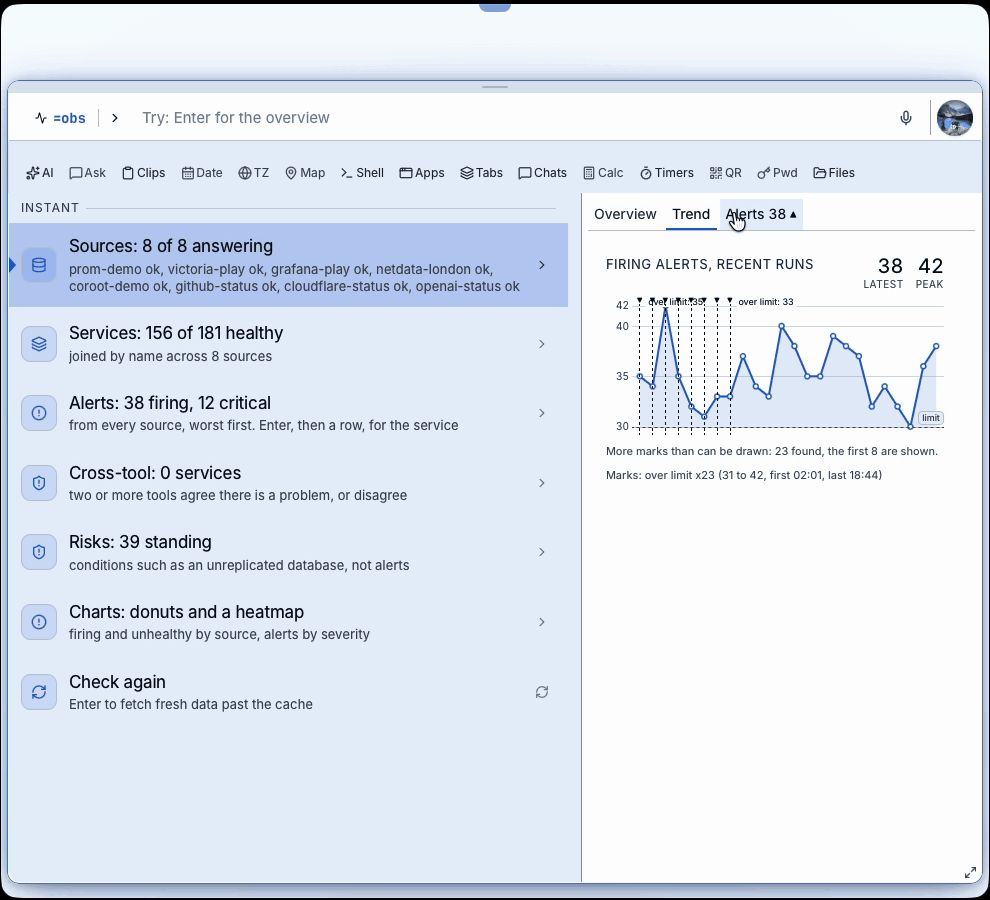 =obs
Try: Enter for the overview
AI
Ask
Clips
Date
TZ
Map
Shell
Apps
Tabs
Chats
Calc
Timers
QR
Pwd
Files
INSTANT
Sources: 8 of 8 answering
prom-demo ok, victoria-play ok, grafana-play ok, netdata-london ok,
coroot-demo ok, github-status ok, cloudflare-status ok, openai-status ok
Services: 156 of 181 healthy
joined by name across 8 sources
Alerts: 38 firing, 12 critical
from every source, worst first. Enter, then a row, for the service
Cross-tool: 0 services
two or more tools agree there is a problem, or disagree
Risks: 39 standing
conditions such as an unreplicated database, not alerts
Charts: donuts and a heatmap
firing and unhealthy by source, alerts by severity
Check again
Enter to fetch fresh data past the cache
Overview
Trend
Alerts 38 ▲
FIRING ALERTS, RECENT RUNS
38
LATEST
42
PEAK
over limit: 35
over limit: 33
42
40
35
30
limit
More marks than can be drawn: 23 found, the first 8 are shown.
Marks: over limit x23 (31 to 42, first 02:01, last 18:44)